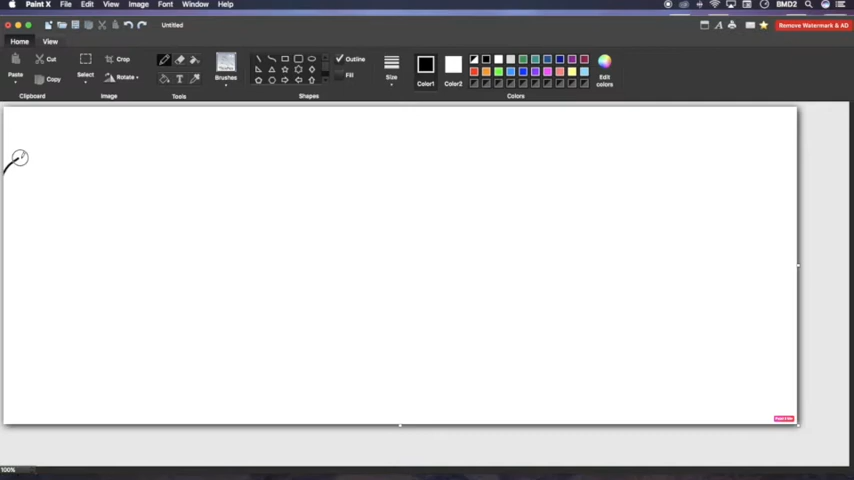 Paint X File Edit View Image Font Window Help BMD2
Untitled Remove Watermark & AD
Home View
Paste Cut Copy Select Crop Rotate Brushes Outline Fill Size Color1 Color2 Edit colors
Clipboard Image Tools Shapes Colors
100%